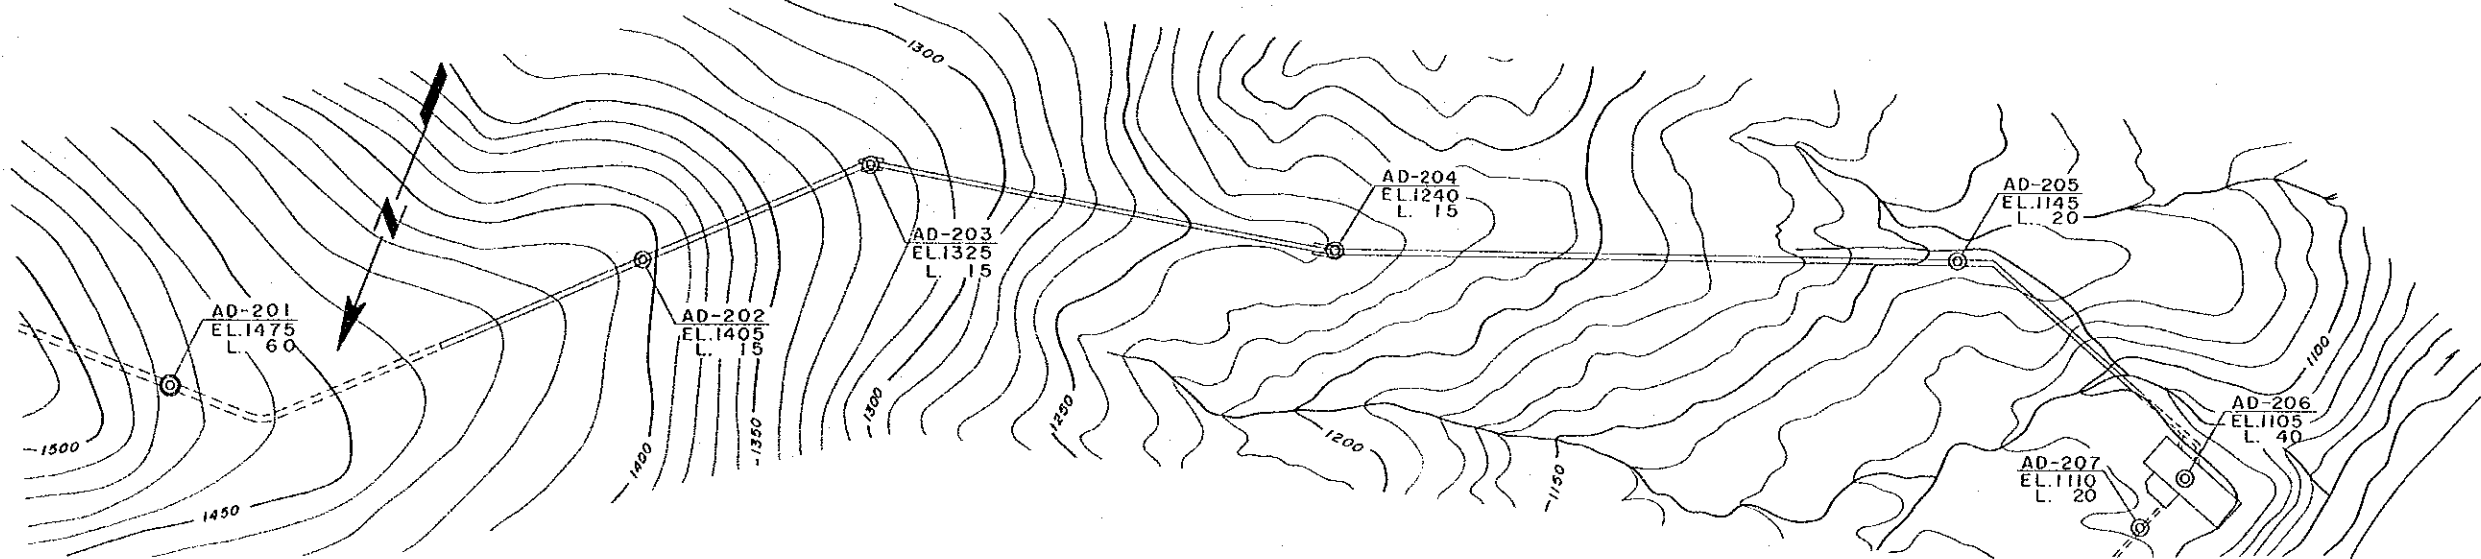 1300
N
AD-201
EL.1475
L. 60
AD-202
EL.1405
L. 15
AD-203
EL.1325
L. 15
AD-204
EL.1240
L. 15
AD-205
EL.1145
L. 20
AD-206
EL.1105
L. 40
AD-207
EL.1110
L. 20
1500
1450
1400
1350
1300
1250
1200
1150
1100